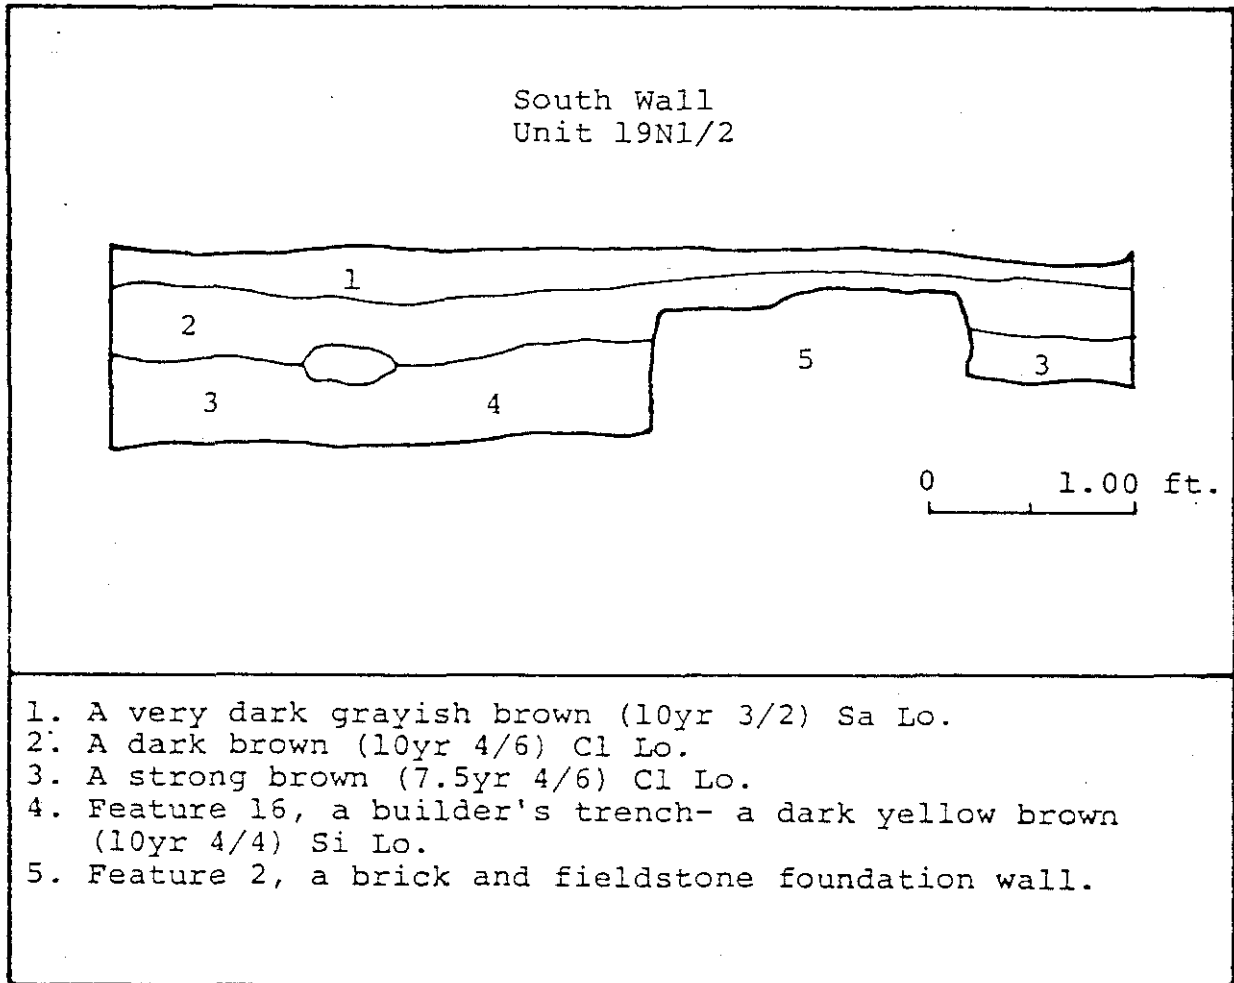 South Wall
Unit 19N1/2
1
2
5
3
3
4
0 1.00 ft.
1. A very dark grayish brown (10yr 3/2) Sa Lo.
2. A dark brown (10yr 4/6) Cl Lo.
3. A strong brown (7.5yr 4/6) Cl Lo.
4. Feature 16, a builder's trench- a dark yellow brown
(10yr 4/4) Si Lo.
5. Feature 2, a brick and fieldstone foundation wall.